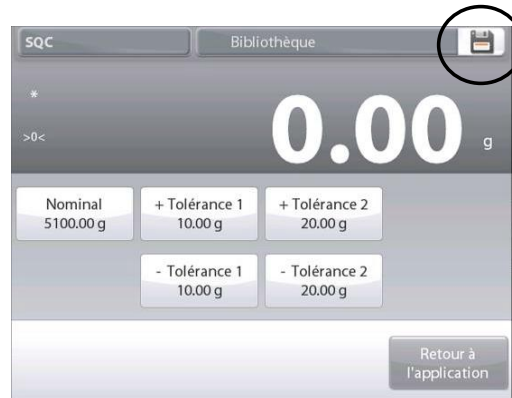 SQC
Bibliothèque
*
>0<
0.00 g
Nominal
5100.00 g
+ Tolérance 1
10.00 g
+ Tolérance 2
20.00 g
- Tolérance 1
10.00 g
- Tolérance 2
20.00 g
Retour à
l'application